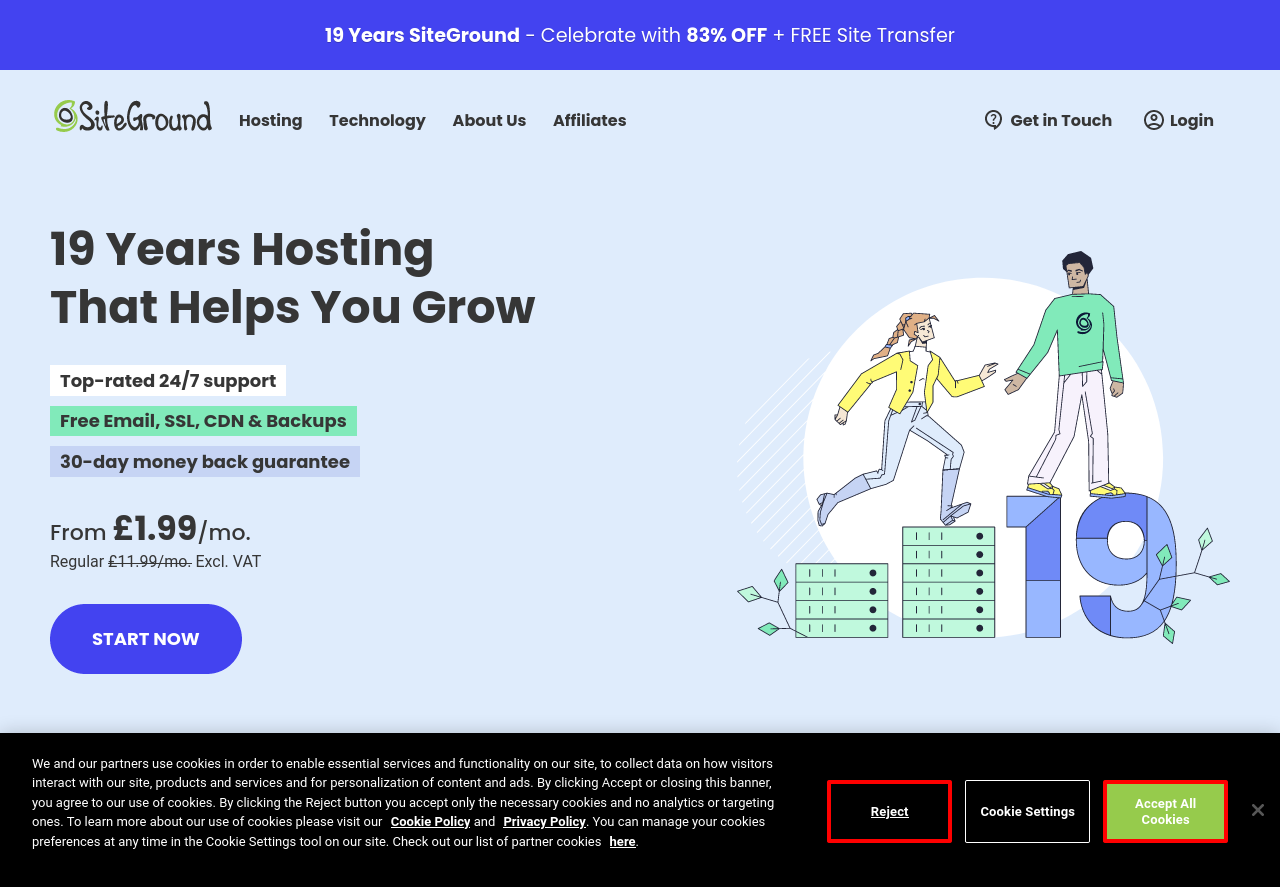 19 Years SiteGround - Celebrate with 83% OFF + FREE Site Transfer
SiteGround Hosting Technology About Us Affiliates Get in Touch Login
19 Years Hosting
That Helps You Grow
Top-rated 24/7 support
Free Email, SSL, CDN & Backups
30-day money back guarantee
From £1.99/mo.
Regular £11.99/mo. Excl. VAT
START NOW
19
We and our partners use cookies in order to enable essential services and functionality on our site, to collect data on how visitors
interact with our site, products and services and for personalization of content and ads. By clicking Accept or closing this banner,
you agree to our use of cookies. By clicking the Reject button you accept only the necessary cookies and no analytics or targeting
ones. To learn more about our use of cookies please visit our Cookie Policy and Privacy Policy. You can manage your cookies
preferences at any time in the Cookie Settings tool on our site. Check out our list of partner cookies here.
Reject
Cookie Settings
Accept All
Cookies